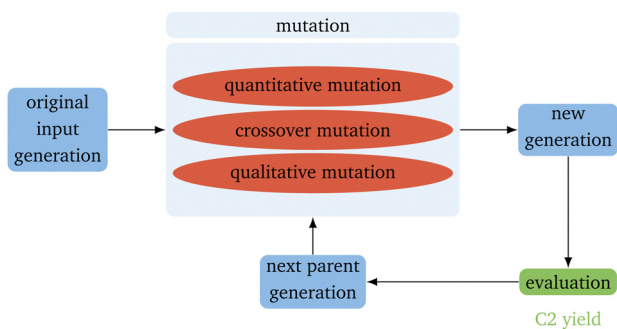 mutation
quantitative mutation
crossover mutation
qualitative mutation
original
input
generation
new
generation
next parent
generation
evaluation
C2 yield